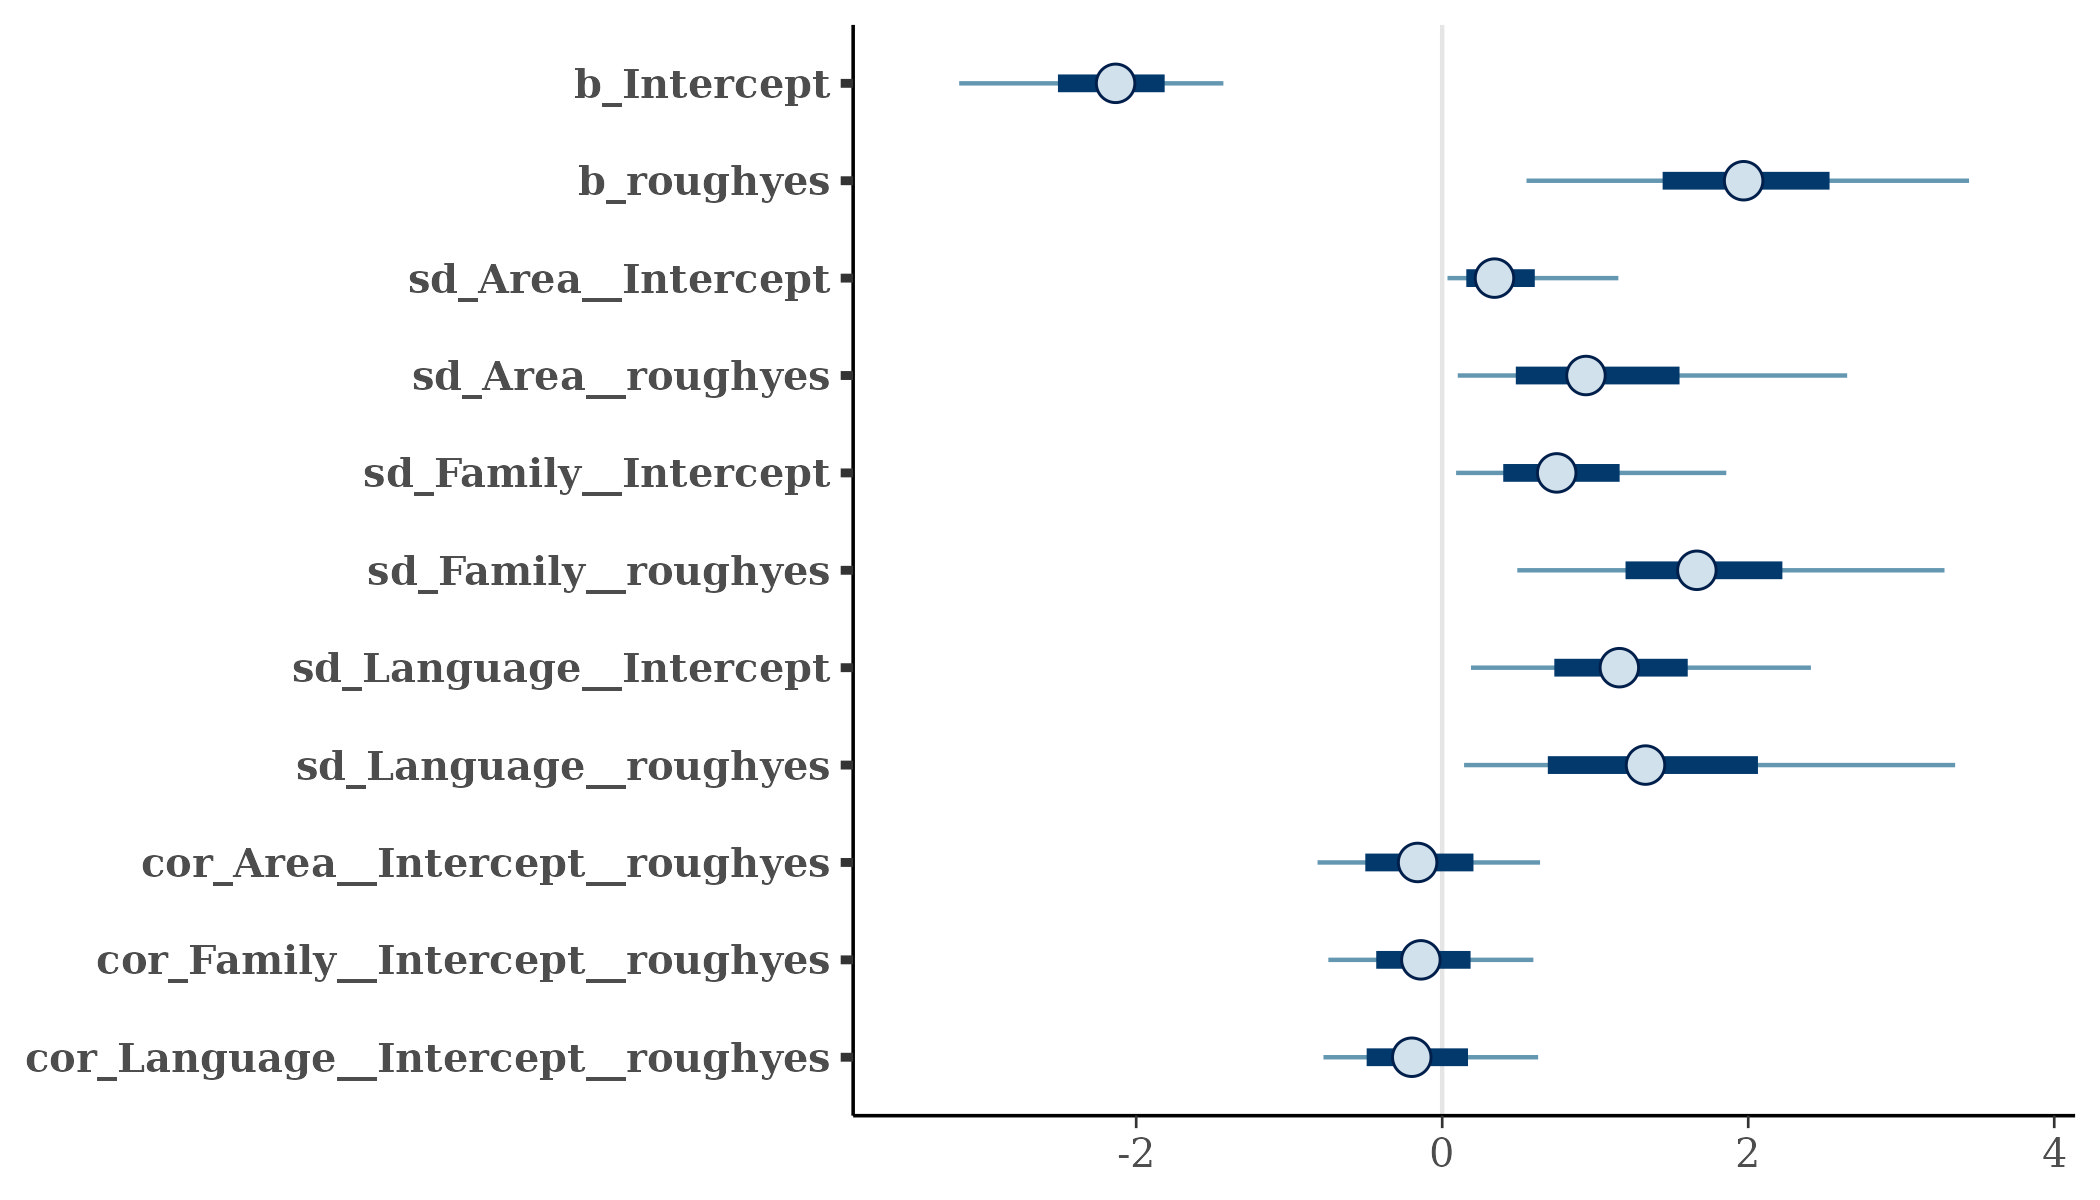 b_Intercept
b_roughyes
sd_Area__Intercept
sd_Area__roughyes
sd_Family__Intercept
sd_Family__roughyes
sd_Language__Intercept
sd_Language__roughyes
cor_Area__Intercept__roughyes
cor_Family__Intercept__roughyes
cor_Language__Intercept__roughyes
-2 0 2 4